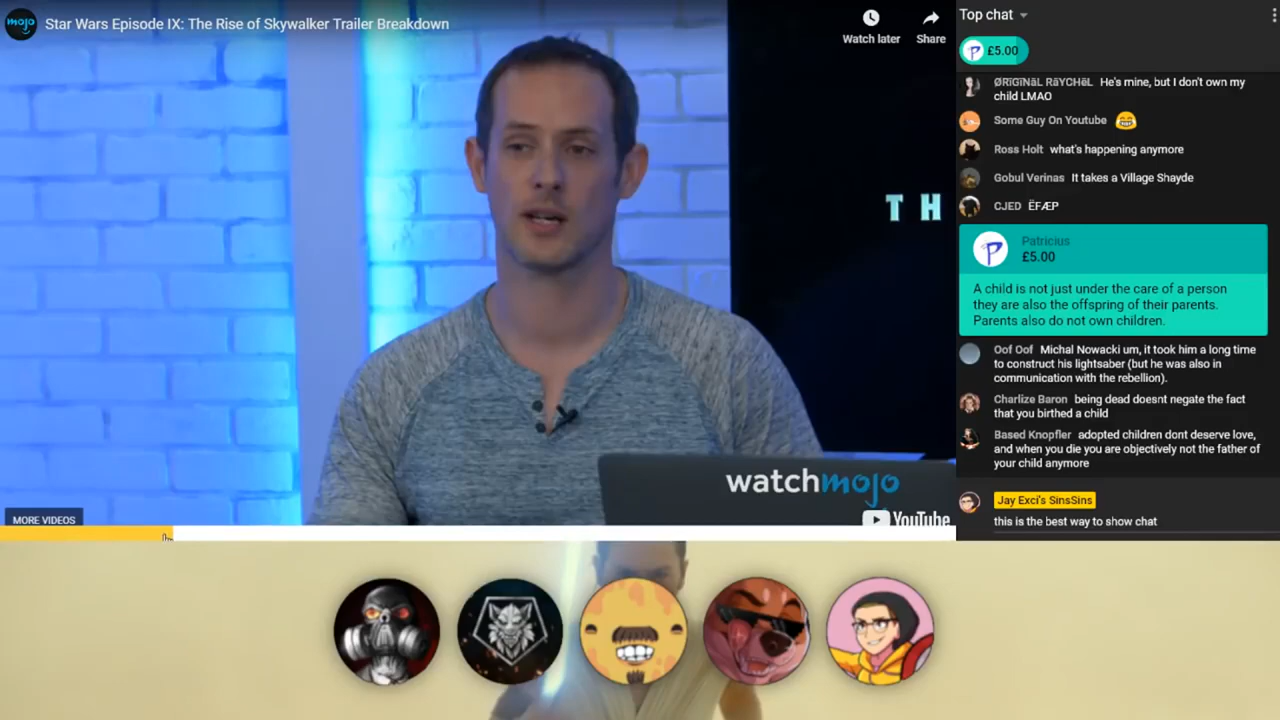 mojo
Star Wars Episode IX: The Rise of Skywalker Trailer Breakdown
Watch later
Share
T H
watchmojo
YouTube
MORE VIDEOS
Top chat
P £5.00
ØRïGïNäL RäYCHëL He's mine, but I don't own my
child LMAO
Some Guy On Youtube 😂
Ross Holt what's happening anymore
Gobul Verinas It takes a Village Shayde
CJED ËFÆP
P
Patricius
£5.00
A child is not just under the care of a person
they are also the offspring of their parents.
Parents also do not own children.
Oof Oof Michal Nowacki um, it took him a long time
to construct his lightsaber (but he was also in
communication with the rebellion).
Charlize Baron being dead doesnt negate the fact
that you birthed a child
Based Knopfler adopted children dont deserve love,
and when you die you are objectively not the father of
your child anymore
Jay Exci's SinsSins
this is the best way to show chat